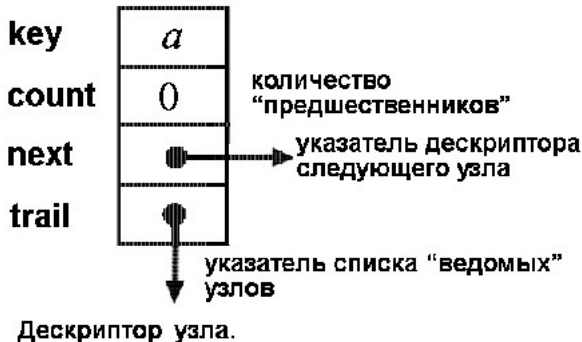 key a
count 0
количество
“предшественников”
next
указатель дескриптора
следующего узла
trail
указатель списка “ведомых”
узлов
Дескриптор узла.